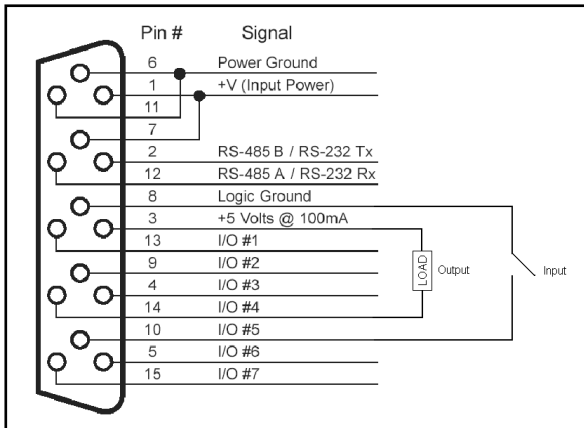 Pin # Signal
6 Power Ground
1 +V (Input Power)
11
7
2 RS-485 B / RS-232 Tx
12 RS-485 A / RS-232 Rx
8 Logic Ground
3 +5 Volts @ 100mA
13 I/O #1
9 I/O #2
4 I/O #3
14 I/O #4
10 I/O #5
5 I/O #6
15 I/O #7
LOAD Output Input